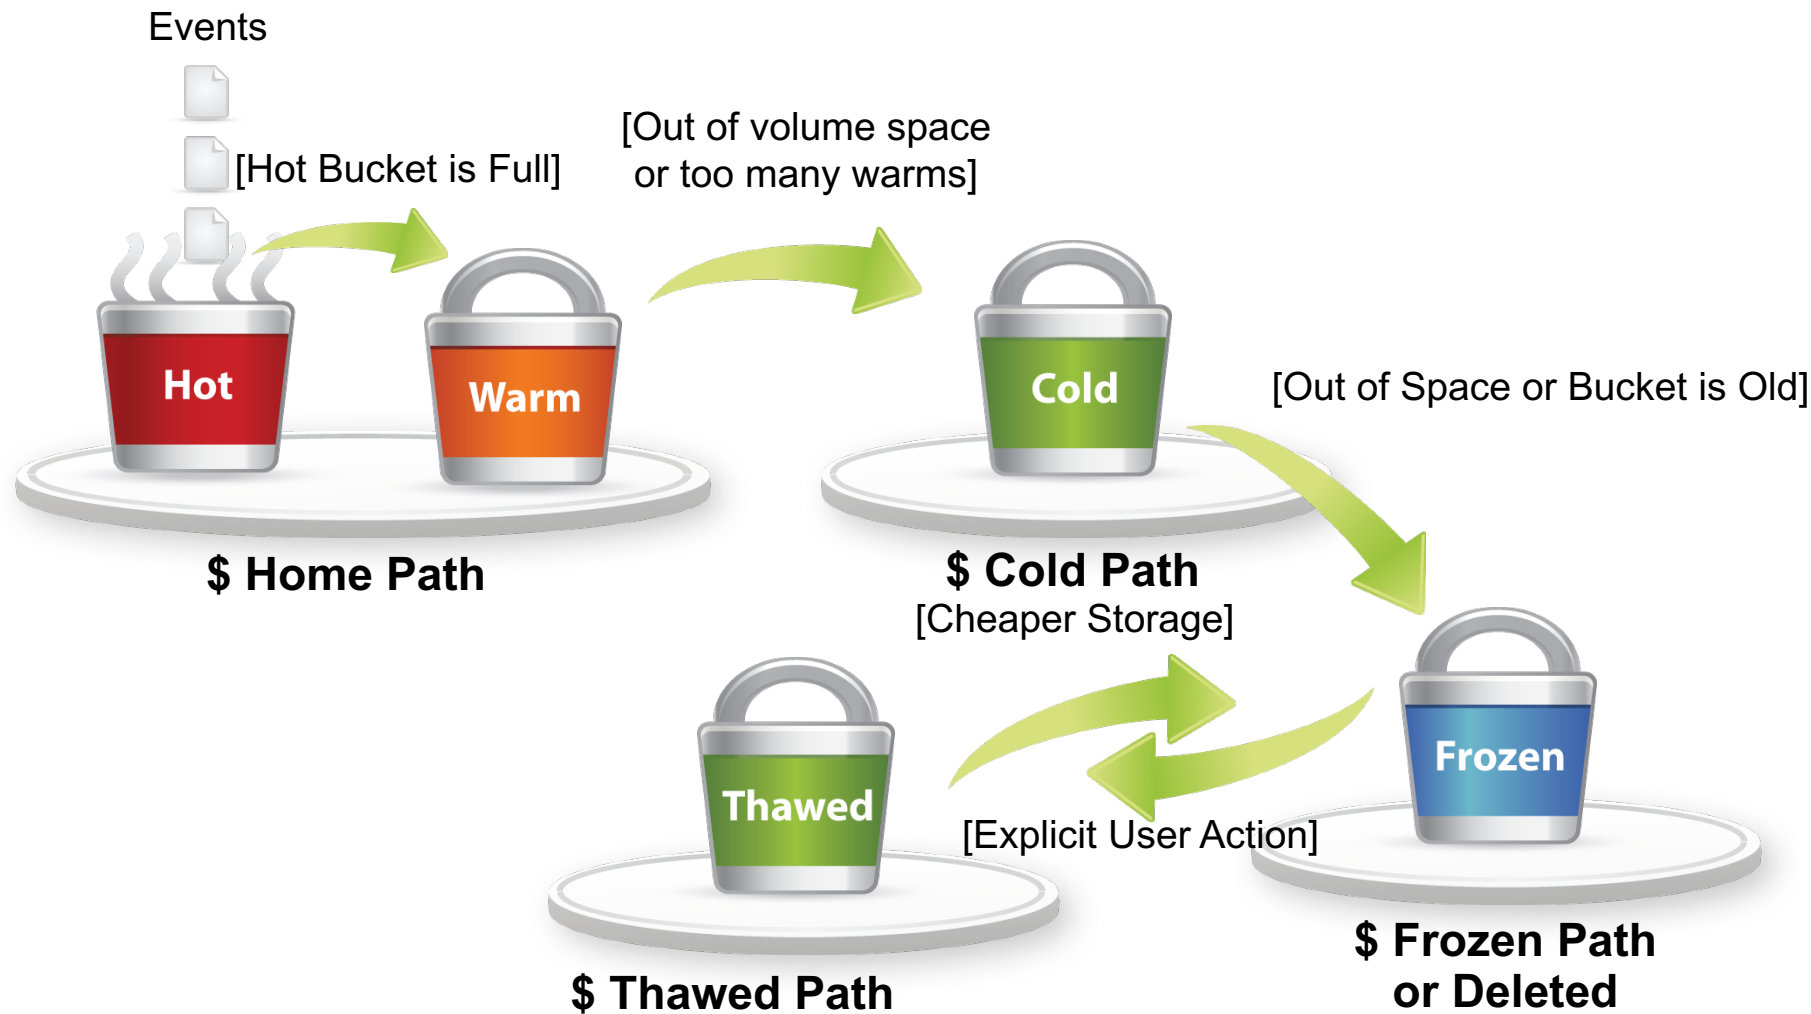 Events
[Hot Bucket is Full]
[Out of volume space
or too many warms]
Hot
Warm
Cold
[Out of Space or Bucket is Old]
$ Home Path
$ Cold Path
[Cheaper Storage]
Thawed
Frozen
[Explicit User Action]
$ Thawed Path
$ Frozen Path
or Deleted